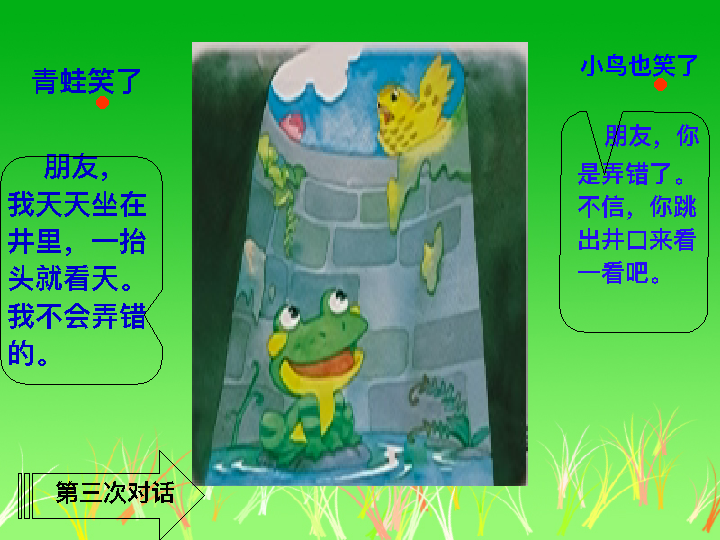 青蛙笑了
朋友，
我天天坐在
井里，一抬
头就看天。
我不会弄错
的。
小鸟也笑了
朋友，你
是弄错了。
不信，你跳
出井口来看
一看吧。
第三次对话